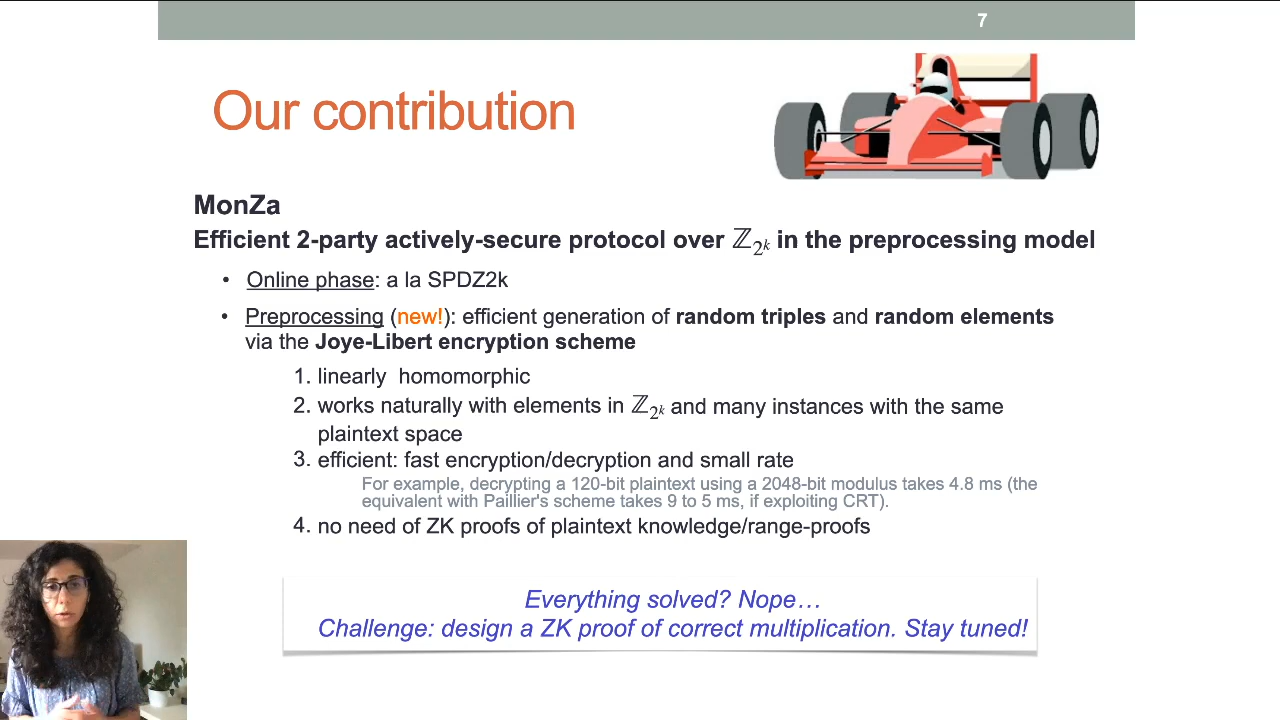 7
Our contribution
MonZa
Efficient 2-party actively-secure protocol over ℤ_{2^k} in the preprocessing model
• Online phase: a la SPDZ2k
• Preprocessing (new!): efficient generation of random triples and random elements
via the Joye-Libert encryption scheme
1. linearly homomorphic
2. works naturally with elements in ℤ_{2^k} and many instances with the same
plaintext space
3. efficient: fast encryption/decryption and small rate
For example, decrypting a 120-bit plaintext using a 2048-bit modulus takes 4.8 ms (the
equivalent with Paillier's scheme takes 9 to 5 ms, if exploiting CRT).
4. no need of ZK proofs of plaintext knowledge/range-proofs
Everything solved? Nope…
Challenge: design a ZK proof of correct multiplication. Stay tuned!